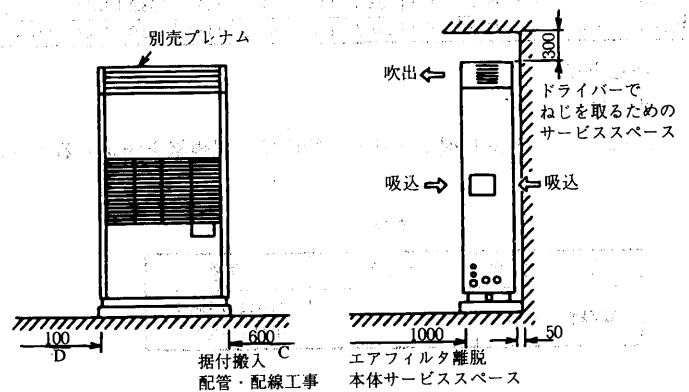 別売プレナム
300
吹出
ドライバーで
ねじを取るための
サービススペース
吸込
吸込
100
D
600
C
1000
50
据付搬入
配管・配線工事
エアフィルタ離脱
本体サービススペース